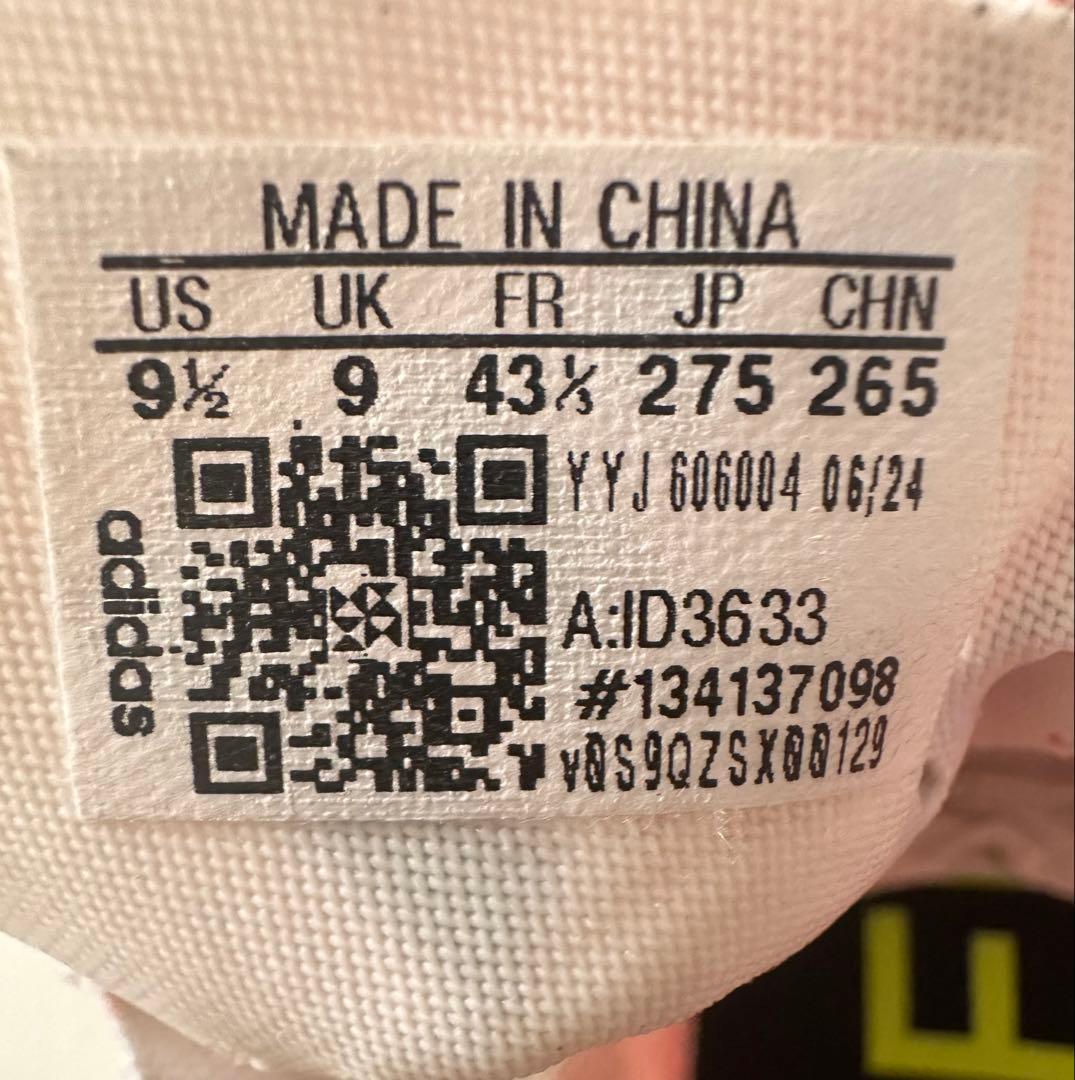 MADE IN CHINA
US UK FR JP CHN
9½ 9 43⅓ 275 265
YYJ 606004 06/24
adidas
A:ID3633
#134137098
v0S9QZSX00129